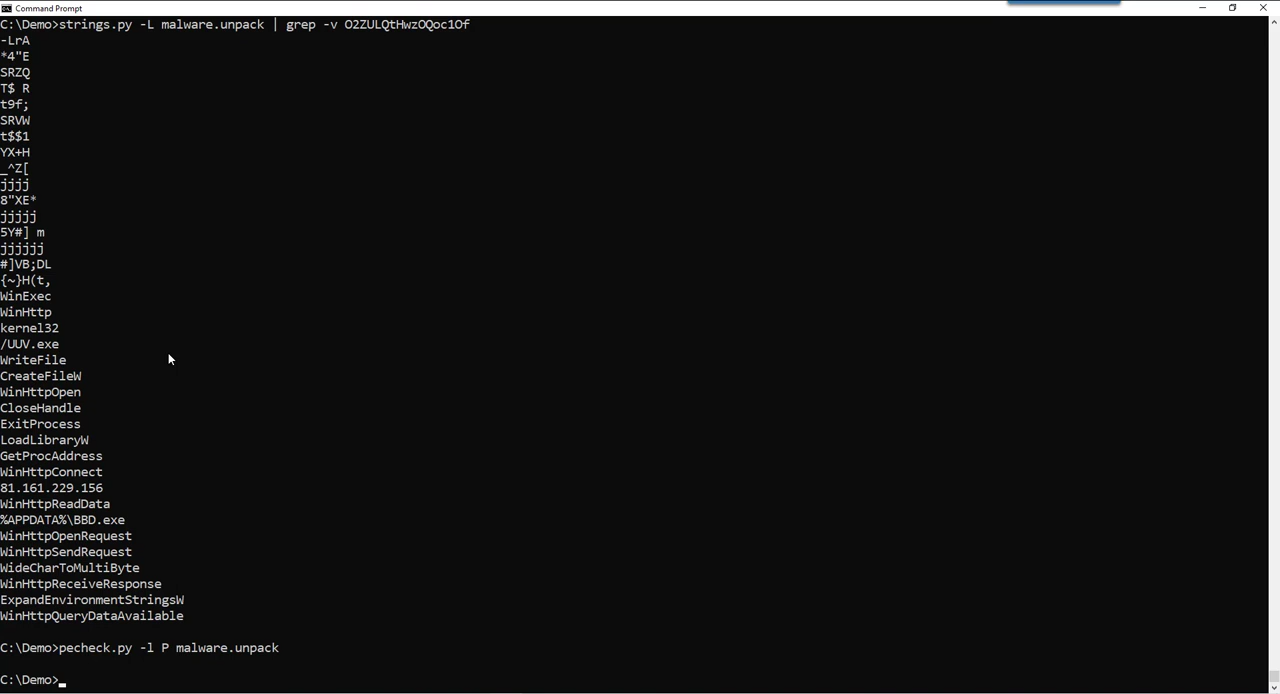 Command Prompt
C:\Demo>strings.py -L malware.unpack | grep -v O2ZULQtHwzOQoc1Of
-LrA
*4"E
SRZQ
T$ R
t9f;
SRVW
t$$1
YX+H
_^Z[
jjjj
8"XE*
jjjjj
5Y#] m
jjjjjj
#]VB;DL
{~}H(t,
WinExec
WinHttp
kernel32
/UUV.exe
WriteFile
CreateFileW
WinHttpOpen
CloseHandle
ExitProcess
LoadLibraryW
GetProcAddress
WinHttpConnect
81.161.229.156
WinHttpReadData
%APPDATA%\BBD.exe
WinHttpOpenRequest
WinHttpSendRequest
WideCharToMultiByte
WinHttpReceiveResponse
ExpandEnvironmentStringsW
WinHttpQueryDataAvailable
C:\Demo>pecheck.py -l P malware.unpack
C:\Demo>